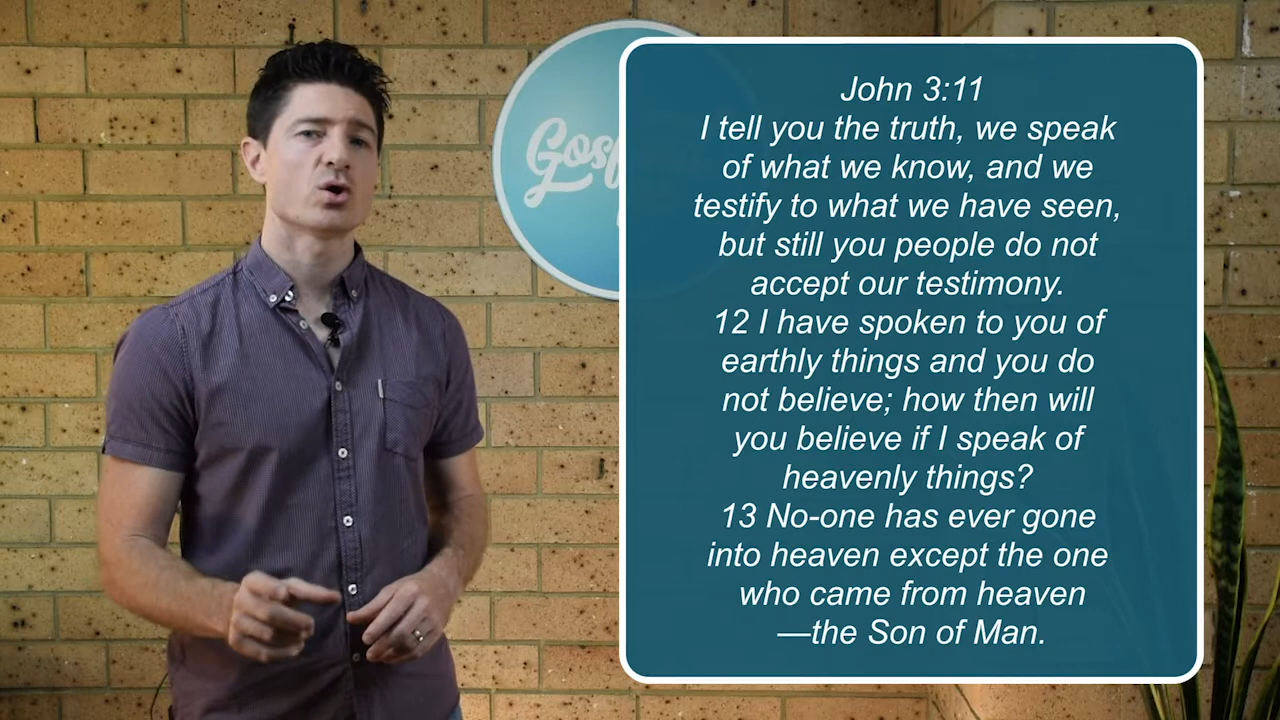 John 3:11
I tell you the truth, we speak
of what we know, and we
testify to what we have seen,
but still you people do not
accept our testimony.
12 I have spoken to you of
earthly things and you do
not believe; how then will
you believe if I speak of
heavenly things?
13 No-one has ever gone
into heaven except the one
who came from heaven
—the Son of Man.